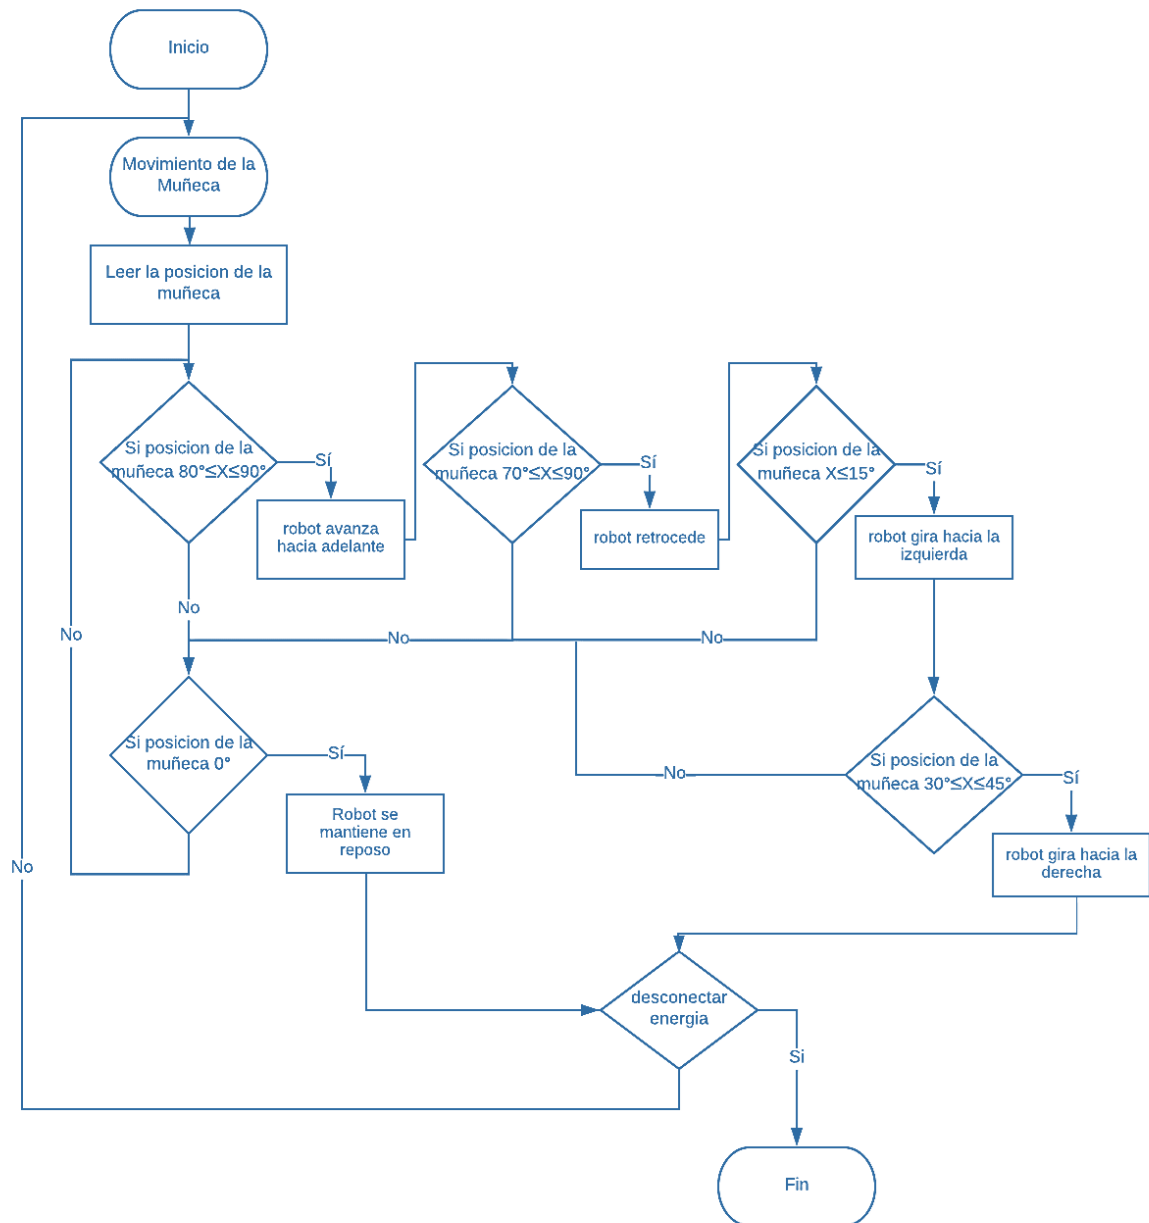 Inicio
Movimiento de la
Muñeca
Leer la posicion de la
muñeca
Si posicion de la
muñeca 80°≤X≤90°
Sí
robot avanza
hacia adelante
Si posicion de la
muñeca 70°≤X≤90°
Sí
robot retrocede
Si posicion de la
muñeca X≤15°
Sí
robot gira hacia la
izquierda
No
No
No
No
Si posicion de la
muñeca 0°
Sí
Robot se
mantiene en
reposo
No
Si posicion de la
muñeca 30°≤X≤45°
Sí
robot gira hacia la
derecha
No
desconectar
energia
Si
Fin